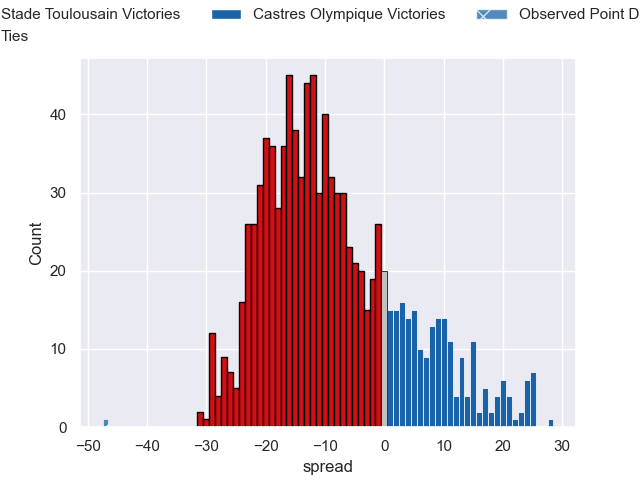 Stade Toulousain Victories Castres Olympique Victories Observed Point D
Ties
40
30
20
10
0
Count
−50 −40 −30 −20 −10 0 10 20 30
spread